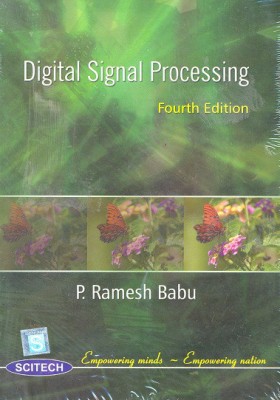 Digital Signal Processing
Fourth Edition
P. Ramesh Babu
SCITECH
Empowering minds ~ Empowering nation